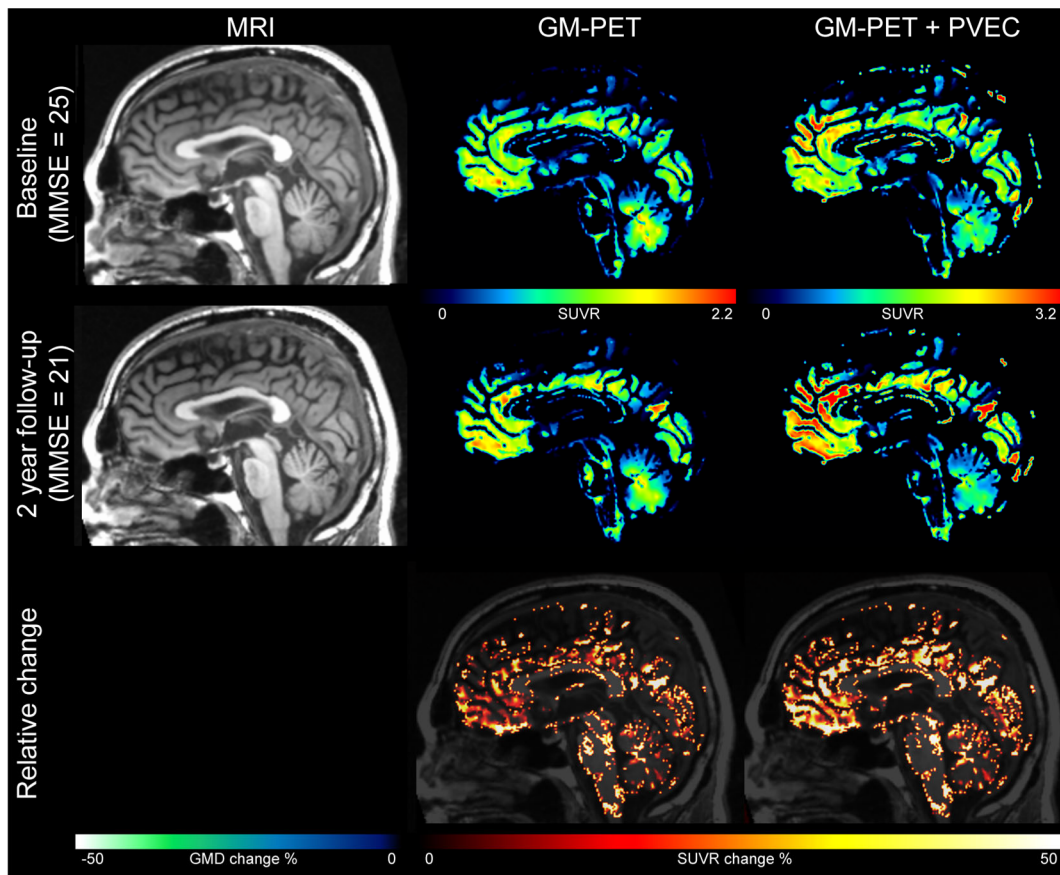 MRI
GM-PET
GM-PET + PVEC
Baseline
(MMSE = 25)
0
SUVR
2.2
0
SUVR
3.2
2 year follow-up
(MMSE = 21)
Relative change
-50
GMD change %
0
0
SUVR change %
50